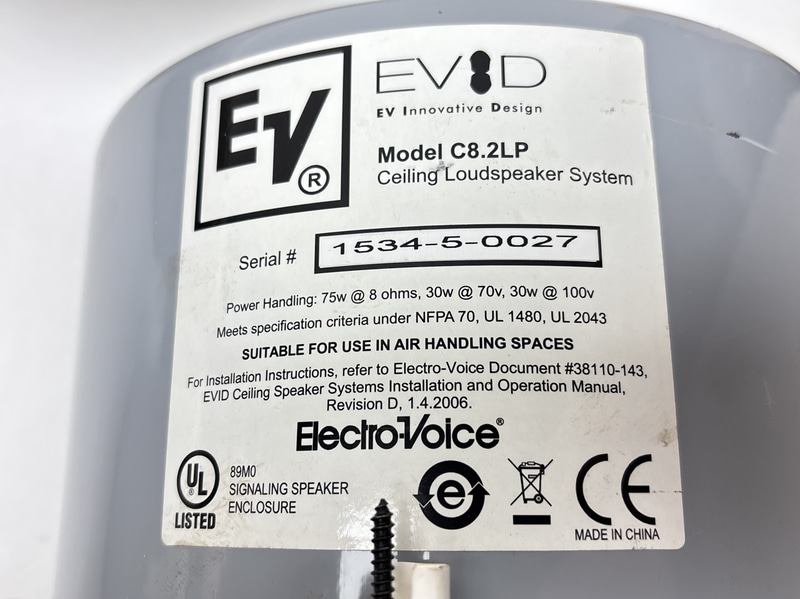 EV®
EVID
EV Innovative Design
Model C8.2LP
Ceiling Loudspeaker System
Serial # 1534-5-0027
Power Handling: 75w @ 8 ohms, 30w @ 70v, 30w @ 100v
Meets specification criteria under NFPA 70, UL 1480, UL 2043
SUITABLE FOR USE IN AIR HANDLING SPACES
For Installation Instructions, refer to Electro-Voice Document #38110-143,
EVID Ceiling Speaker Systems Installation and Operation Manual,
Revision D, 1.4.2006.
Electro-Voice®
UL
LISTED
89M0
SIGNALING SPEAKER
ENCLOSURE
e
CE
MADE IN CHINA